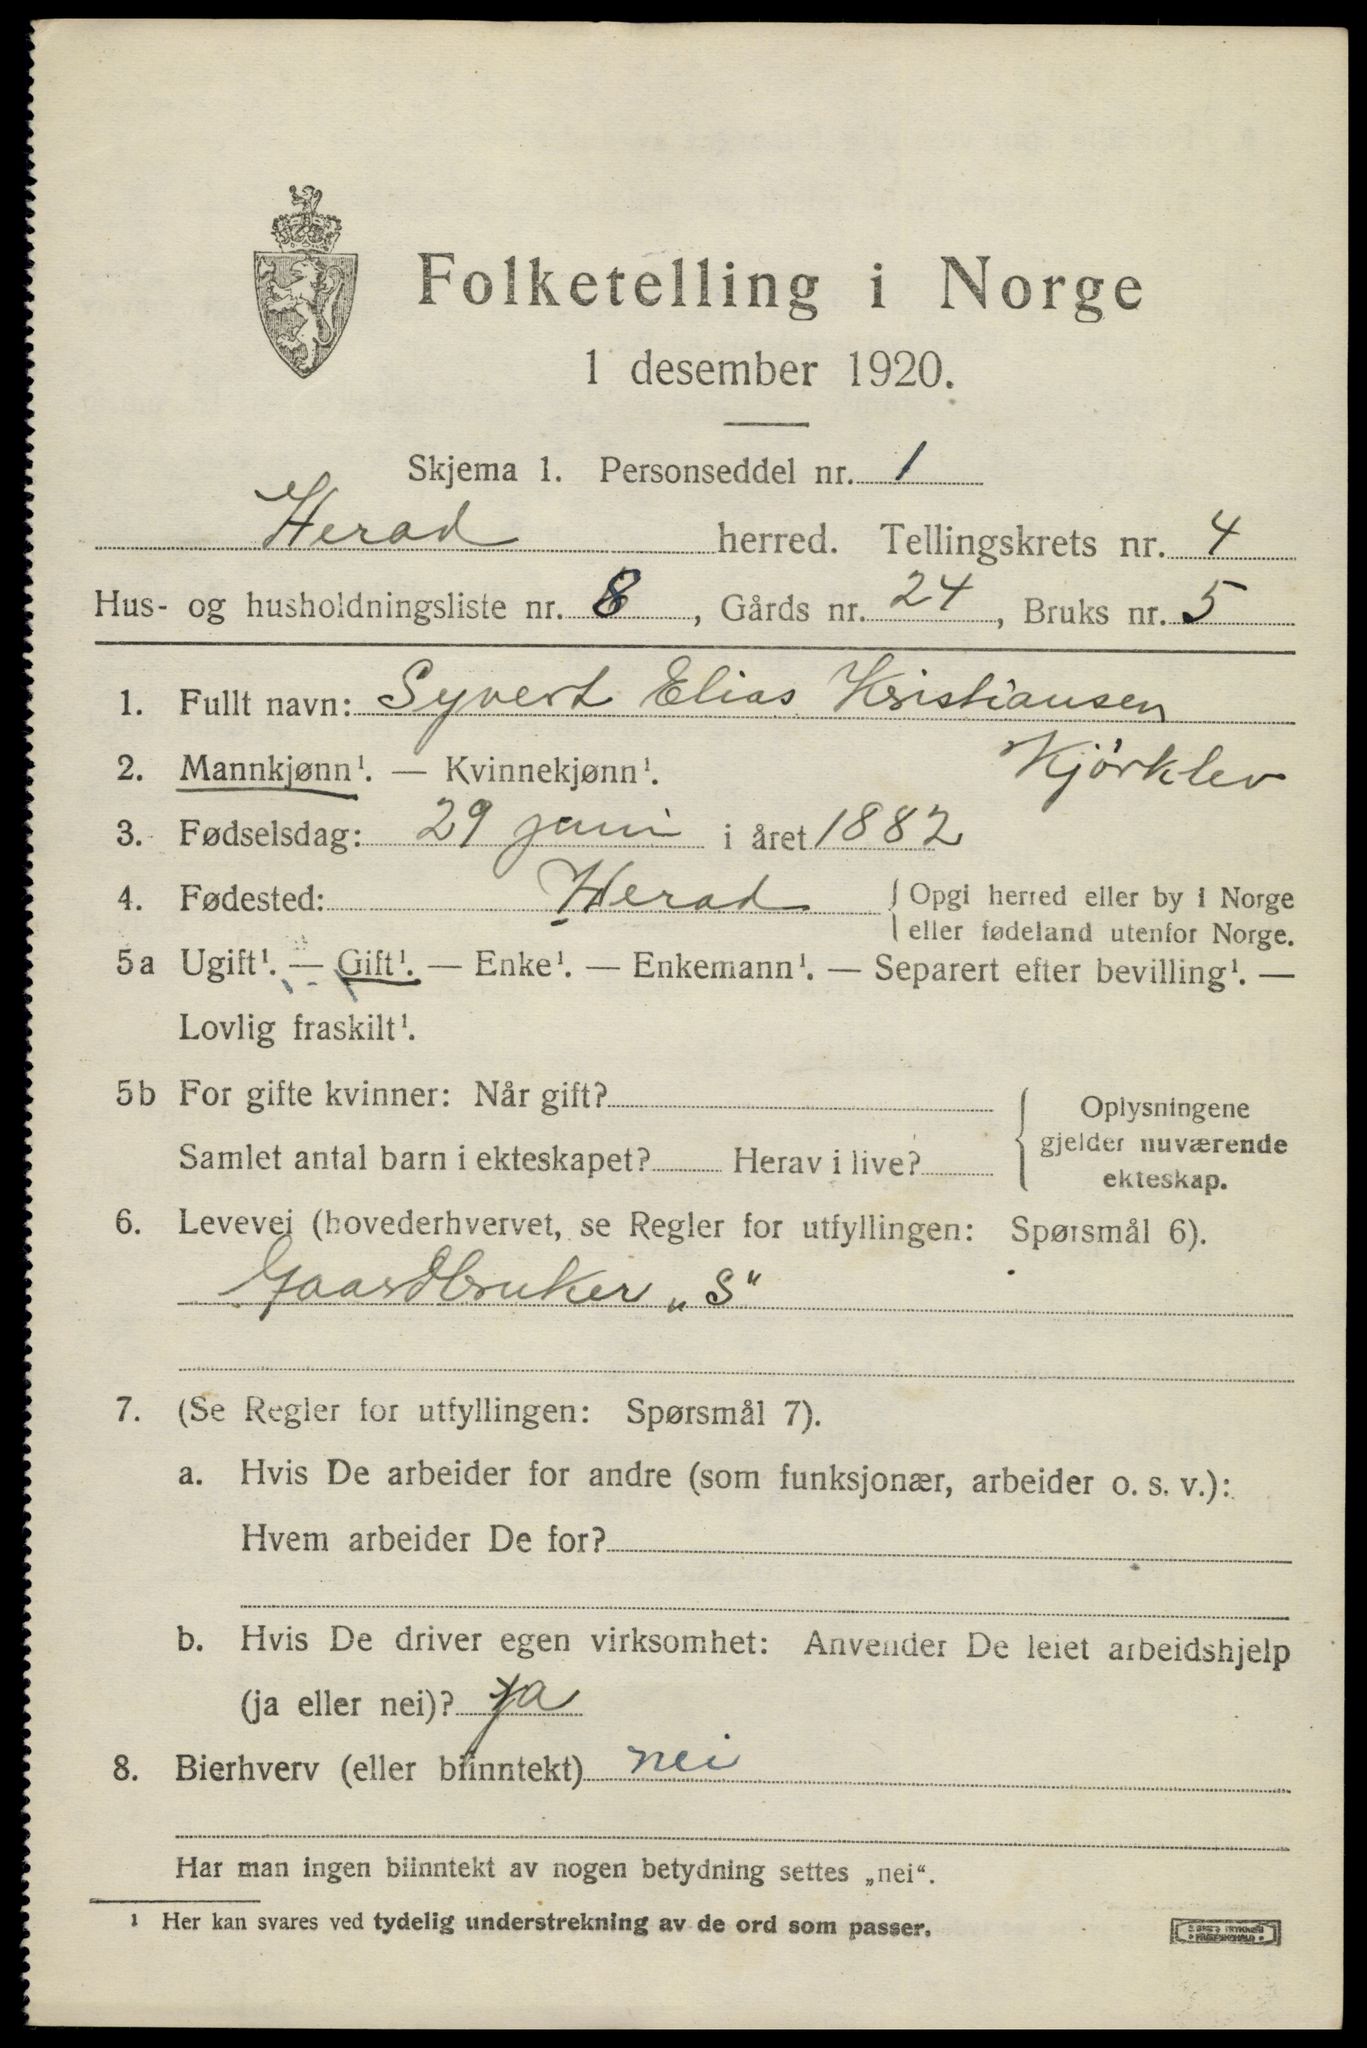 Folketelling i Norge
1 desember 1920.
Skjema 1. Personseddel nr. 1
Herad herred. Tellingskrets nr. 4
Hus- og husholdningsliste nr. 8, Gårds nr. 24, Bruks nr. 5
1. Fullt navn: Syvert Elias Kristiansen
Kjörklev
2. Mannkjønn¹. — Kvinnekjønn¹.
3. Fødselsdag: 29 juni i året 1882
4. Fødested: Herad { Opgi herred eller by i Norge
eller fødeland utenfor Norge.
5a Ugift¹. — Gift¹. — Enke¹. — Enkemann¹. — Separert efter bevilling¹. —
Lovlig fraskilt¹.
5b For gifte kvinner: Når gift?
Samlet antal barn i ekteskapet? Herav i live?
{ Oplysningene
gjelder nuværende
ekteskap.
6. Levevei (hovederhvervet, se Regler for utfyllingen: Spørsmål 6).
Gaardbruker „S“
7. (Se Regler for utfyllingen: Spørsmål 7).
a. Hvis De arbeider for andre (som funksjonær, arbeider o. s. v.):
Hvem arbeider De for?
b. Hvis De driver egen virksomhet: Anvender De leiet arbeidshjelp
(ja eller nei)? ja
8. Bierhverv (eller biinntekt) nei
Har man ingen biinntekt av nogen betydning settes „nei“.
¹ Her kan svares ved tydelig understrekning av de ord som passer.